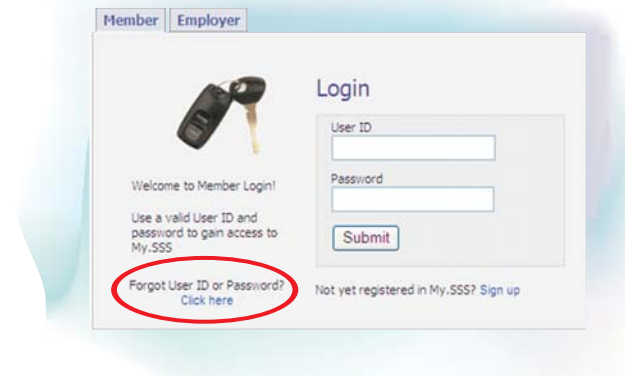 Member Employer
Login
User ID
Password
Submit
Welcome to Member Login!
Use a valid User ID and
password to gain access to
My.SSS
Forgot User ID or Password?
Click here
Not yet registered in My.SSS? Sign up